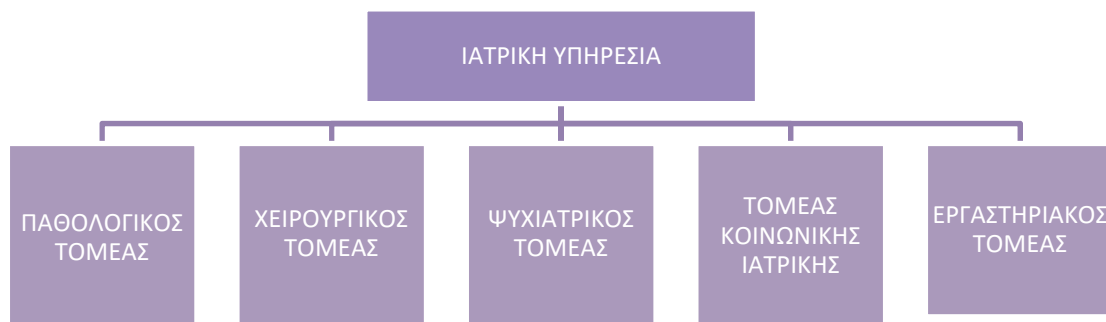 ΙΑΤΡΙΚΗ ΥΠΗΡΕΣΙΑ
ΠΑΘΟΛΟΓΙΚΟΣ
ΤΟΜΕΑΣ
ΧΕΙΡΟΥΡΓΙΚΟΣ
ΤΟΜΕΑΣ
ΨΥΧΙΑΤΡΙΚΟΣ
ΤΟΜΕΑΣ
ΤΟΜΕΑΣ
ΚΟΙΝΩΝΙΚΗΣ
ΙΑΤΡΙΚΗΣ
ΕΡΓΑΣΤΗΡΙΑΚΟΣ
ΤΟΜΕΑΣ